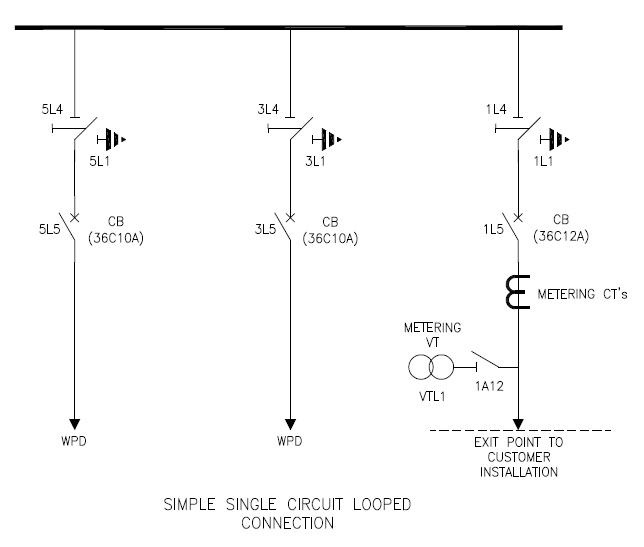 5L4
3L4
1L4
5L1
3L1
1L1
5L5
CB
(36C10A)
3L5
CB
(36C10A)
1L5
CB
(36C12A)
METERING CT's
METERING
VT
1A12
VTL1
WPD
WPD
EXIT POINT TO
CUSTOMER
INSTALLATION
SIMPLE SINGLE CIRCUIT LOOPED
CONNECTION